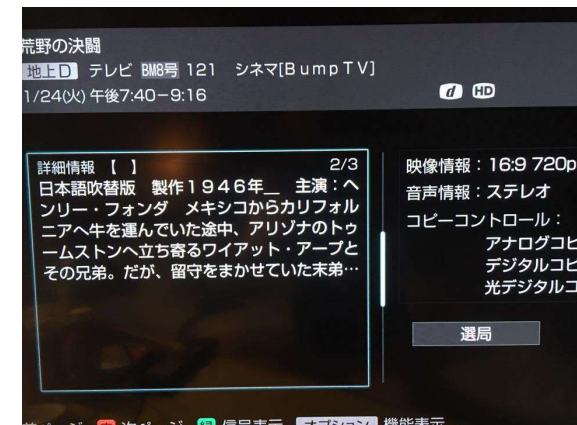 荒野の決闘
地上D テレビ BM8号 121 シネマ[BumpTV]
1/24(火)午後7:40−9:16
d HD
詳細情報 【 】 2/3
日本語吹替版 製作1946年_ 主演:ヘ
ンリー・フォンダ メキシコからカリフォル
ニアへ牛を運んでいた途中、アリゾナのトゥ
ームストンへ立ち寄るワイアット・アープと
その兄弟。だが、留守をまかせていた末弟…
映像情報:16:9 720p
音声情報:ステレオ
コピーコントロール:
アナログコピ
デジタルコピ
光デジタルコ
選局
次ページ 緑 信号表示 オプション 機能表示